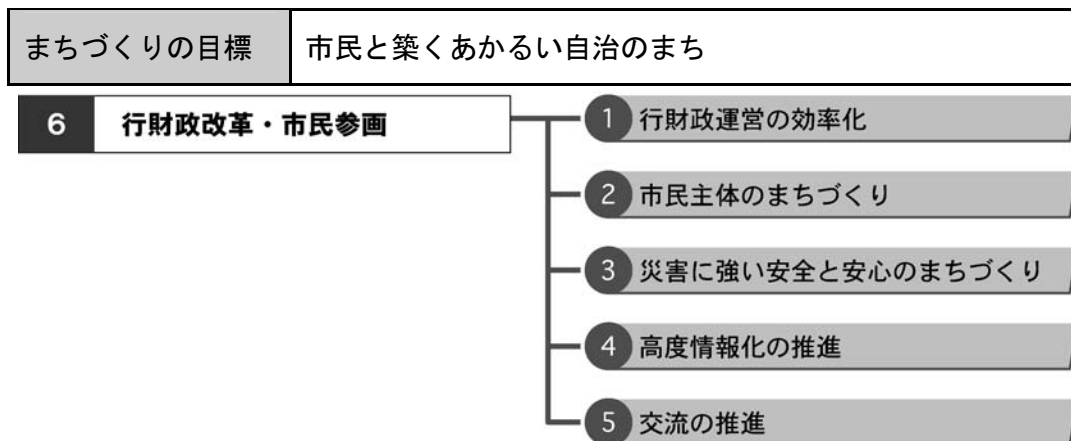 まちづくりの目標 市民と築くあかるい自治のまち
6 行財政改革・市民参画
1 行財政運営の効率化
2 市民主体のまちづくり
3 災害に強い安全と安心のまちづくり
4 高度情報化の推進
5 交流の推進